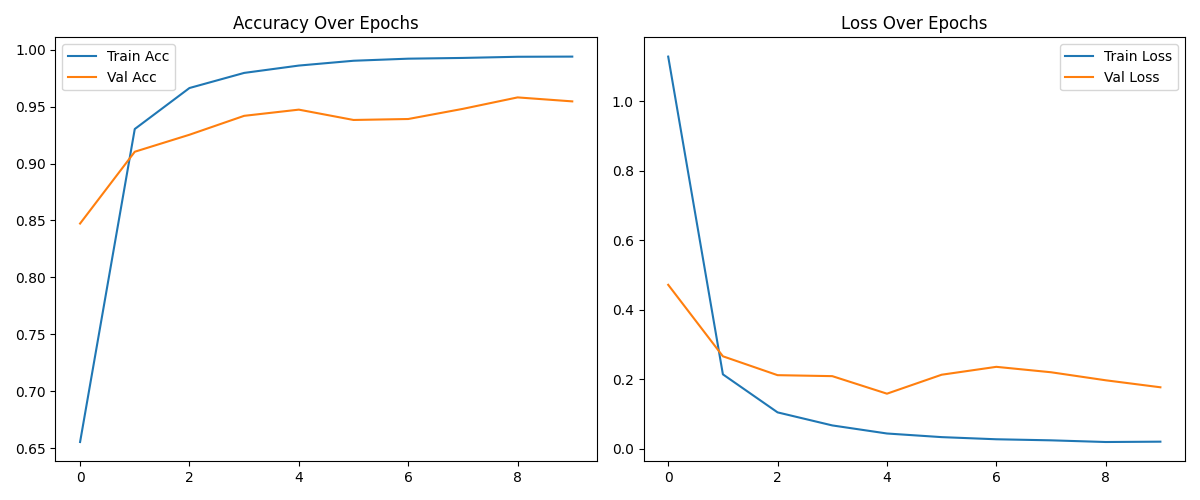 Accuracy Over Epochs
Train Acc
Val Acc
1.00
0.95
0.90
0.85
0.80
0.75
0.70
0.65
0 2 4 6 8
Loss Over Epochs
Train Loss
Val Loss
1.0
0.8
0.6
0.4
0.2
0.0
0 2 4 6 8